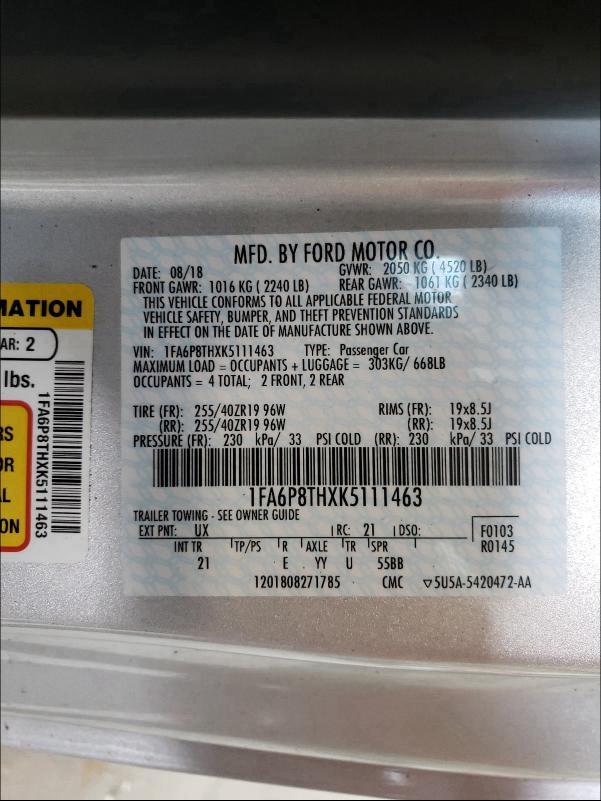 MFD. BY FORD MOTOR CO.
DATE: 08/18 GVWR: 2050 KG ( 4520 LB)
FRONT GAWR: 1016 KG ( 2240 LB) REAR GAWR: 1061 KG ( 2340 LB)
THIS VEHICLE CONFORMS TO ALL APPLICABLE FEDERAL MOTOR
VEHICLE SAFETY, BUMPER, AND THEFT PREVENTION STANDARDS
IN EFFECT ON THE DATE OF MANUFACTURE SHOWN ABOVE.
VIN: 1FA6P8THXK5111463 TYPE: Passenger Car
MAXIMUM LOAD = OCCUPANTS + LUGGAGE = 303KG/ 668LB
OCCUPANTS = 4 TOTAL; 2 FRONT, 2 REAR
TIRE (FR): 255/40ZR19 96W RIMS (FR): 19x8.5J
(RR): 255/40ZR19 96W (RR): 19x8.5J
PRESSURE (FR): 230 kPa/ 33 PSI COLD (RR): 230 kPa/ 33 PSI COLD
1FA6P8THXK5111463
TRAILER TOWING - SEE OWNER GUIDE
EXT PNT: UX RC: 21 DSO: F0103
INT TR TP/PS R AXLE TR SPR R0145
21 E YY U 55BB
1201808271785 CMC ▽5U5A-5420472-AA
MATION
AR: 2
lbs.
RS
OR
AL
ON
1FA6P8THXK5111463